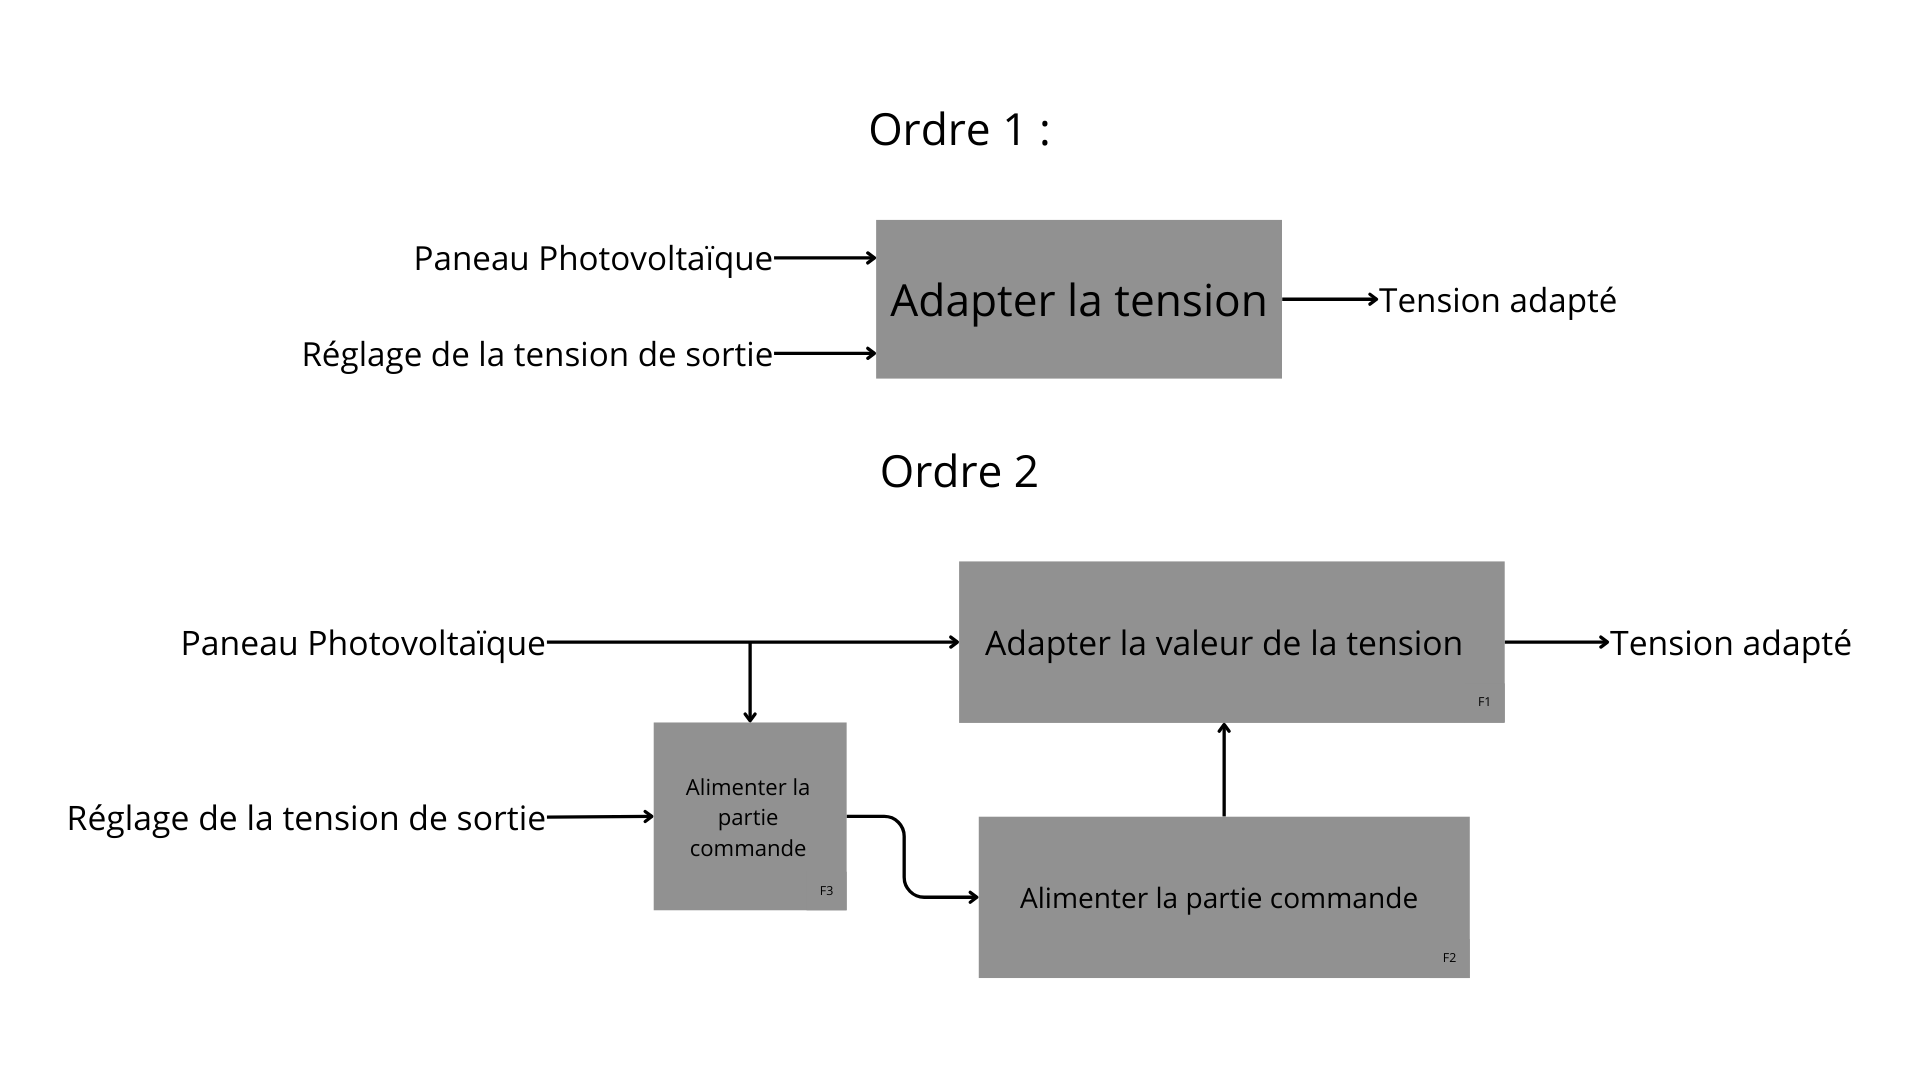 Ordre 1 :
Paneau Photovoltaïque
Adapter la tension
Tension adapté
Réglage de la tension de sortie
Ordre 2
Paneau Photovoltaïque
Adapter la valeur de la tension
Tension adapté
F1
Réglage de la tension de sortie
Alimenter la
partie
commande
F3
Alimenter la partie commande
F2